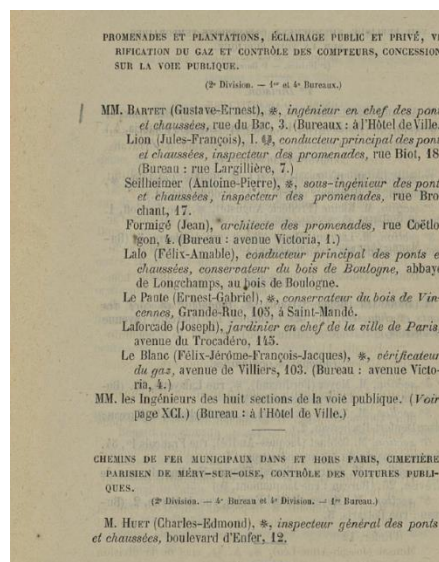 PROMENADES ET PLANTATIONS, ÉCLAIRAGE PUBLIC ET PRIVÉ, VÉ
RIFICATION DU GAZ ET CONTRÔLE DES COMPTEURS, CONCESSION
SUR LA VOIE PUBLIQUE.
(2e Division. — 1er et 4e Bureaux.)
MM. BARTET (Gustave-Ernest), ✻, ingénieur en chef des pon
et chaussées, rue du Bac, 3. (Bureaux : à l'Hôtel de Ville.
Lion (Jules-François), I. ❦, conducteur principal des pon
et chaussées, inspecteur des promenades, rue Biot, 18
(Bureau : rue Largillière, 7.)
Seilheimer (Antoine-Pierre), ✻, sous-ingénieur des pont
et chaussées, inspecteur des promenades, rue Bro
chant, 17.
Formigé (Jean), architecte des promenades, rue Coëtlo
gon, 4. (Bureau : avenue Victoria, 1.)
Lalo (Félix-Amable), conducteur principal des ponts e
chaussées, conservateur du bois de Boulogne, abbaye
de Longchamps, au bois de Boulogne.
Le Paute (Ernest-Gabriel), ✻, conservateur du bois de Vin
cennes, Grande-Rue, 105, à Saint-Mandé.
Laforcade (Joseph), jardinier en chef de la ville de Paris
avenue du Trocadéro, 145.
Le Blanc (Félix-Jérôme-François-Jacques), ✻, vérificateur
du gaz, avenue de Villiers, 103. (Bureau : avenue Victo-
ria, 4.)
MM. les Ingénieurs des huit sections de la voie publique. (Voir
page XCI.) (Bureau : à l'Hôtel de Ville.)
CHEMINS DE FER MUNICIPAUX DANS ET HORS PARIS, CIMETIÈRE
PARISIEN DE MÉRY-SUR-OISE, CONTRÔLE DES VOITURES PUBLI-
QUES.
(2e Division. — 4e Bureau et 4e Division. — 1er Bureau.)
M. HUET (Charles-Edmond), ✻, inspecteur général des ponts
et chaussées, boulevard d'Enfer, 12.